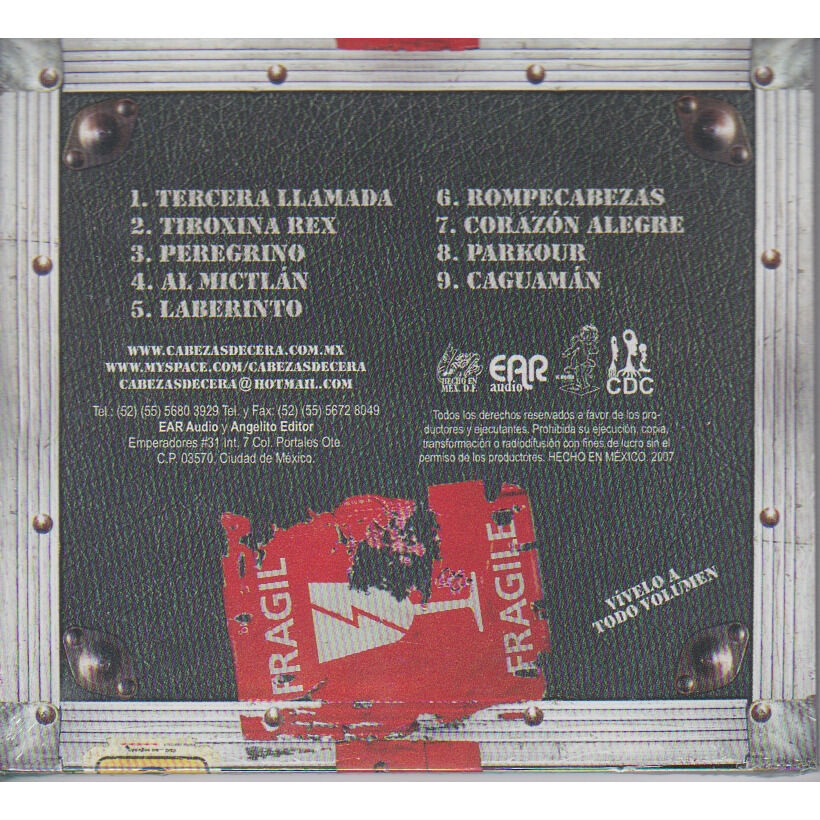 1. TERCERA LLAMADA
2. TIROXINA REX
3. PEREGRINO
4. AL MICTLÁN
5. LABERINTO
6. ROMPECABEZAS
7. CORAZÓN ALEGRE
8. PARKOUR
9. CAGUAMÁN
WWW.CABEZASDECERA.COM.MX
WWW.MYSPACE.COM/CABEZASDECERA
CABEZASDECERA@HOTMAIL.COM
Tel.: (52) (55) 5680 3929 Tel. y Fax: (52) (55) 5672 8049
EAR Audio y Angelito Editor
Emperadores #31 Int. 7 Col. Portales Ote.
C.P. 03570, Ciudad de México.
HECHO EN
MEX. D.F.
EAR
audio
CDC
Todos los derechos reservados a favor de los pro-
ductores y ejecutantes. Prohibida su ejecución, copia,
transformación o radiodifusión con fines de lucro sin el
permiso de los productores. HECHO EN MÉXICO. 2007
FRAGIL
FRAGILE
VÍVELO A
TODO VOLUMEN